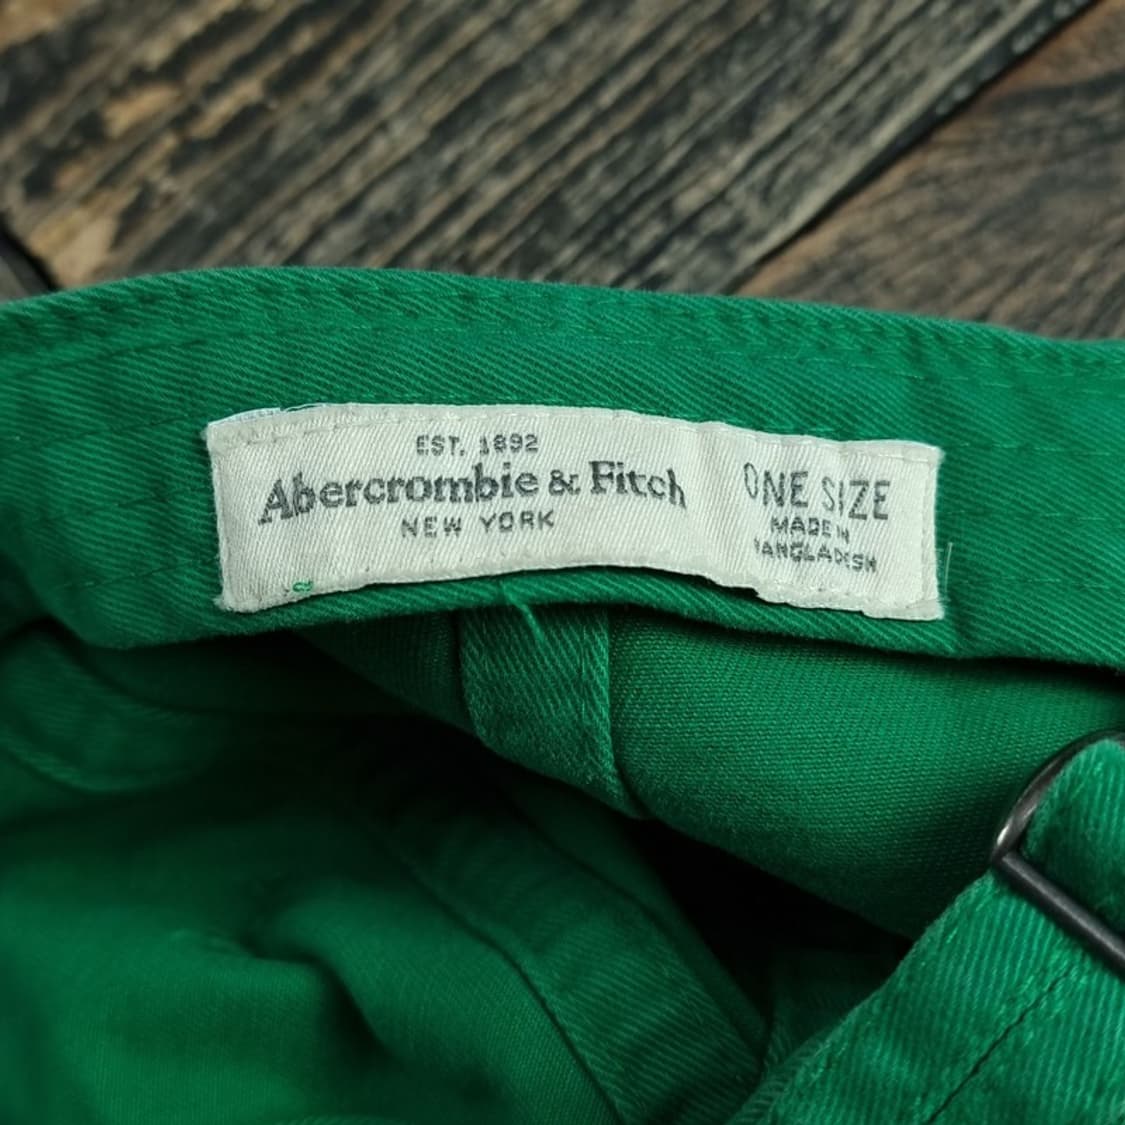 EST. 1892
Abercrombie & Fitch
NEW YORK
ONE SIZE
MADE IN
BANGLADESH